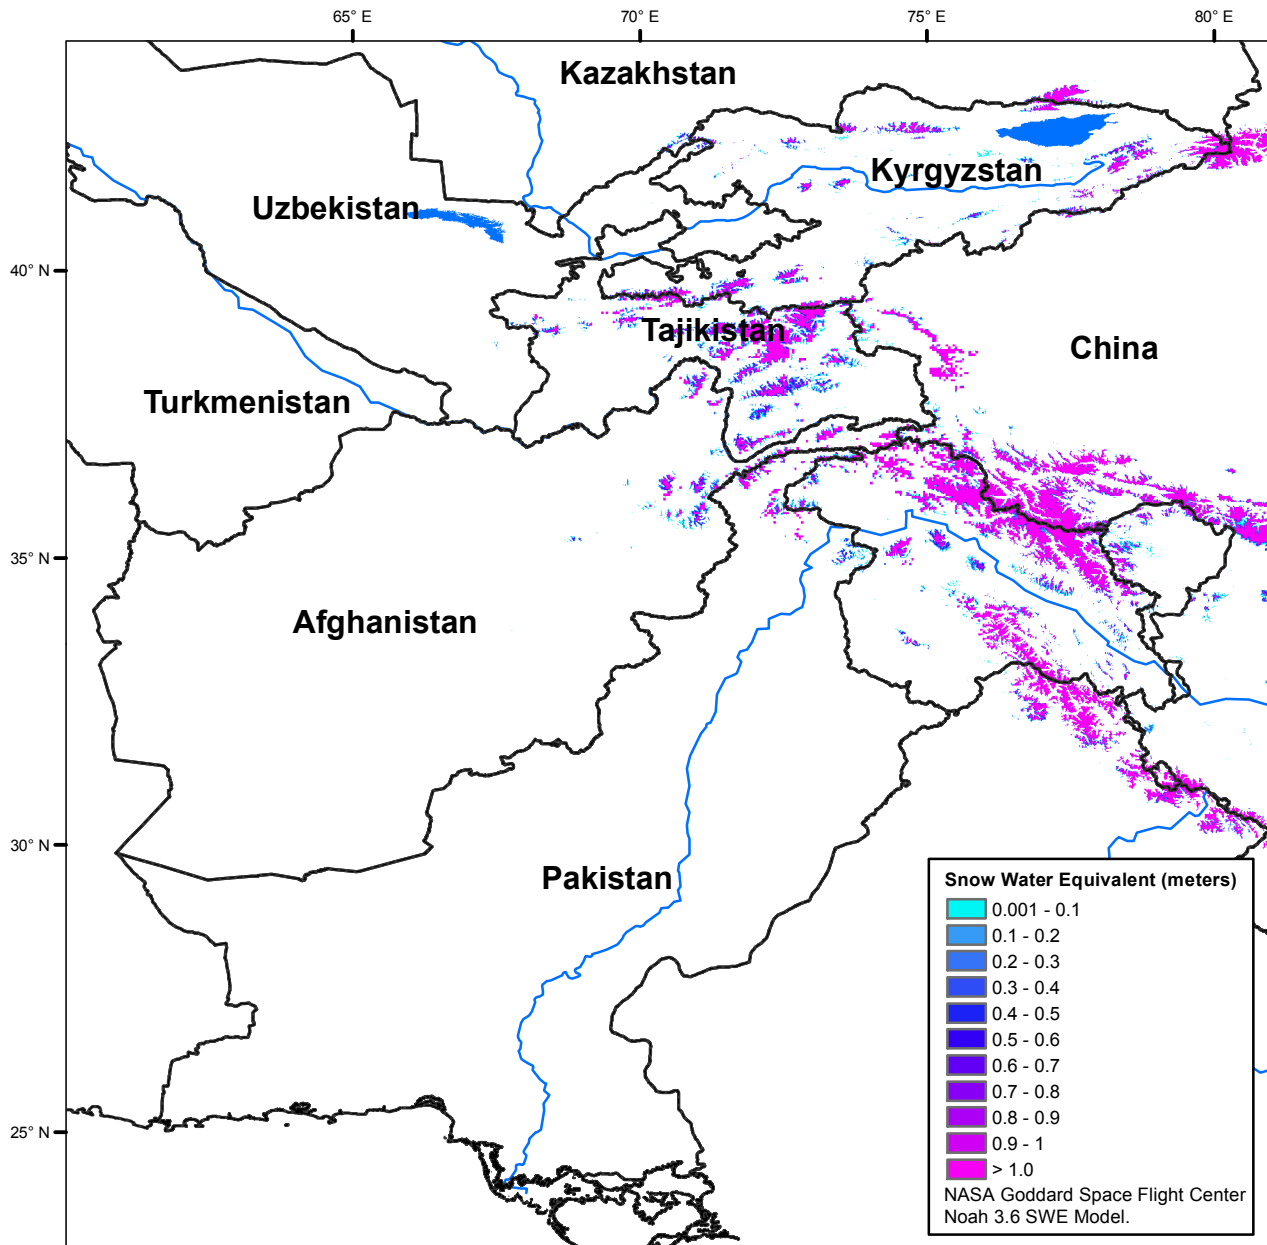 65° E
70° E
75° E
80° E
Kazakhstan
Kyrgyzstan
Uzbekistan
40° N
Tajikistan
China
Turkmenistan
35° N
Afghanistan
30° N
Pakistan
25° N
Snow Water Equivalent (meters)
0.001 - 0.1
0.1 - 0.2
0.2 - 0.3
0.3 - 0.4
0.4 - 0.5
0.5 - 0.6
0.6 - 0.7
0.7 - 0.8
0.8 - 0.9
0.9 - 1
> 1.0
NASA Goddard Space Flight Center
Noah 3.6 SWE Model.